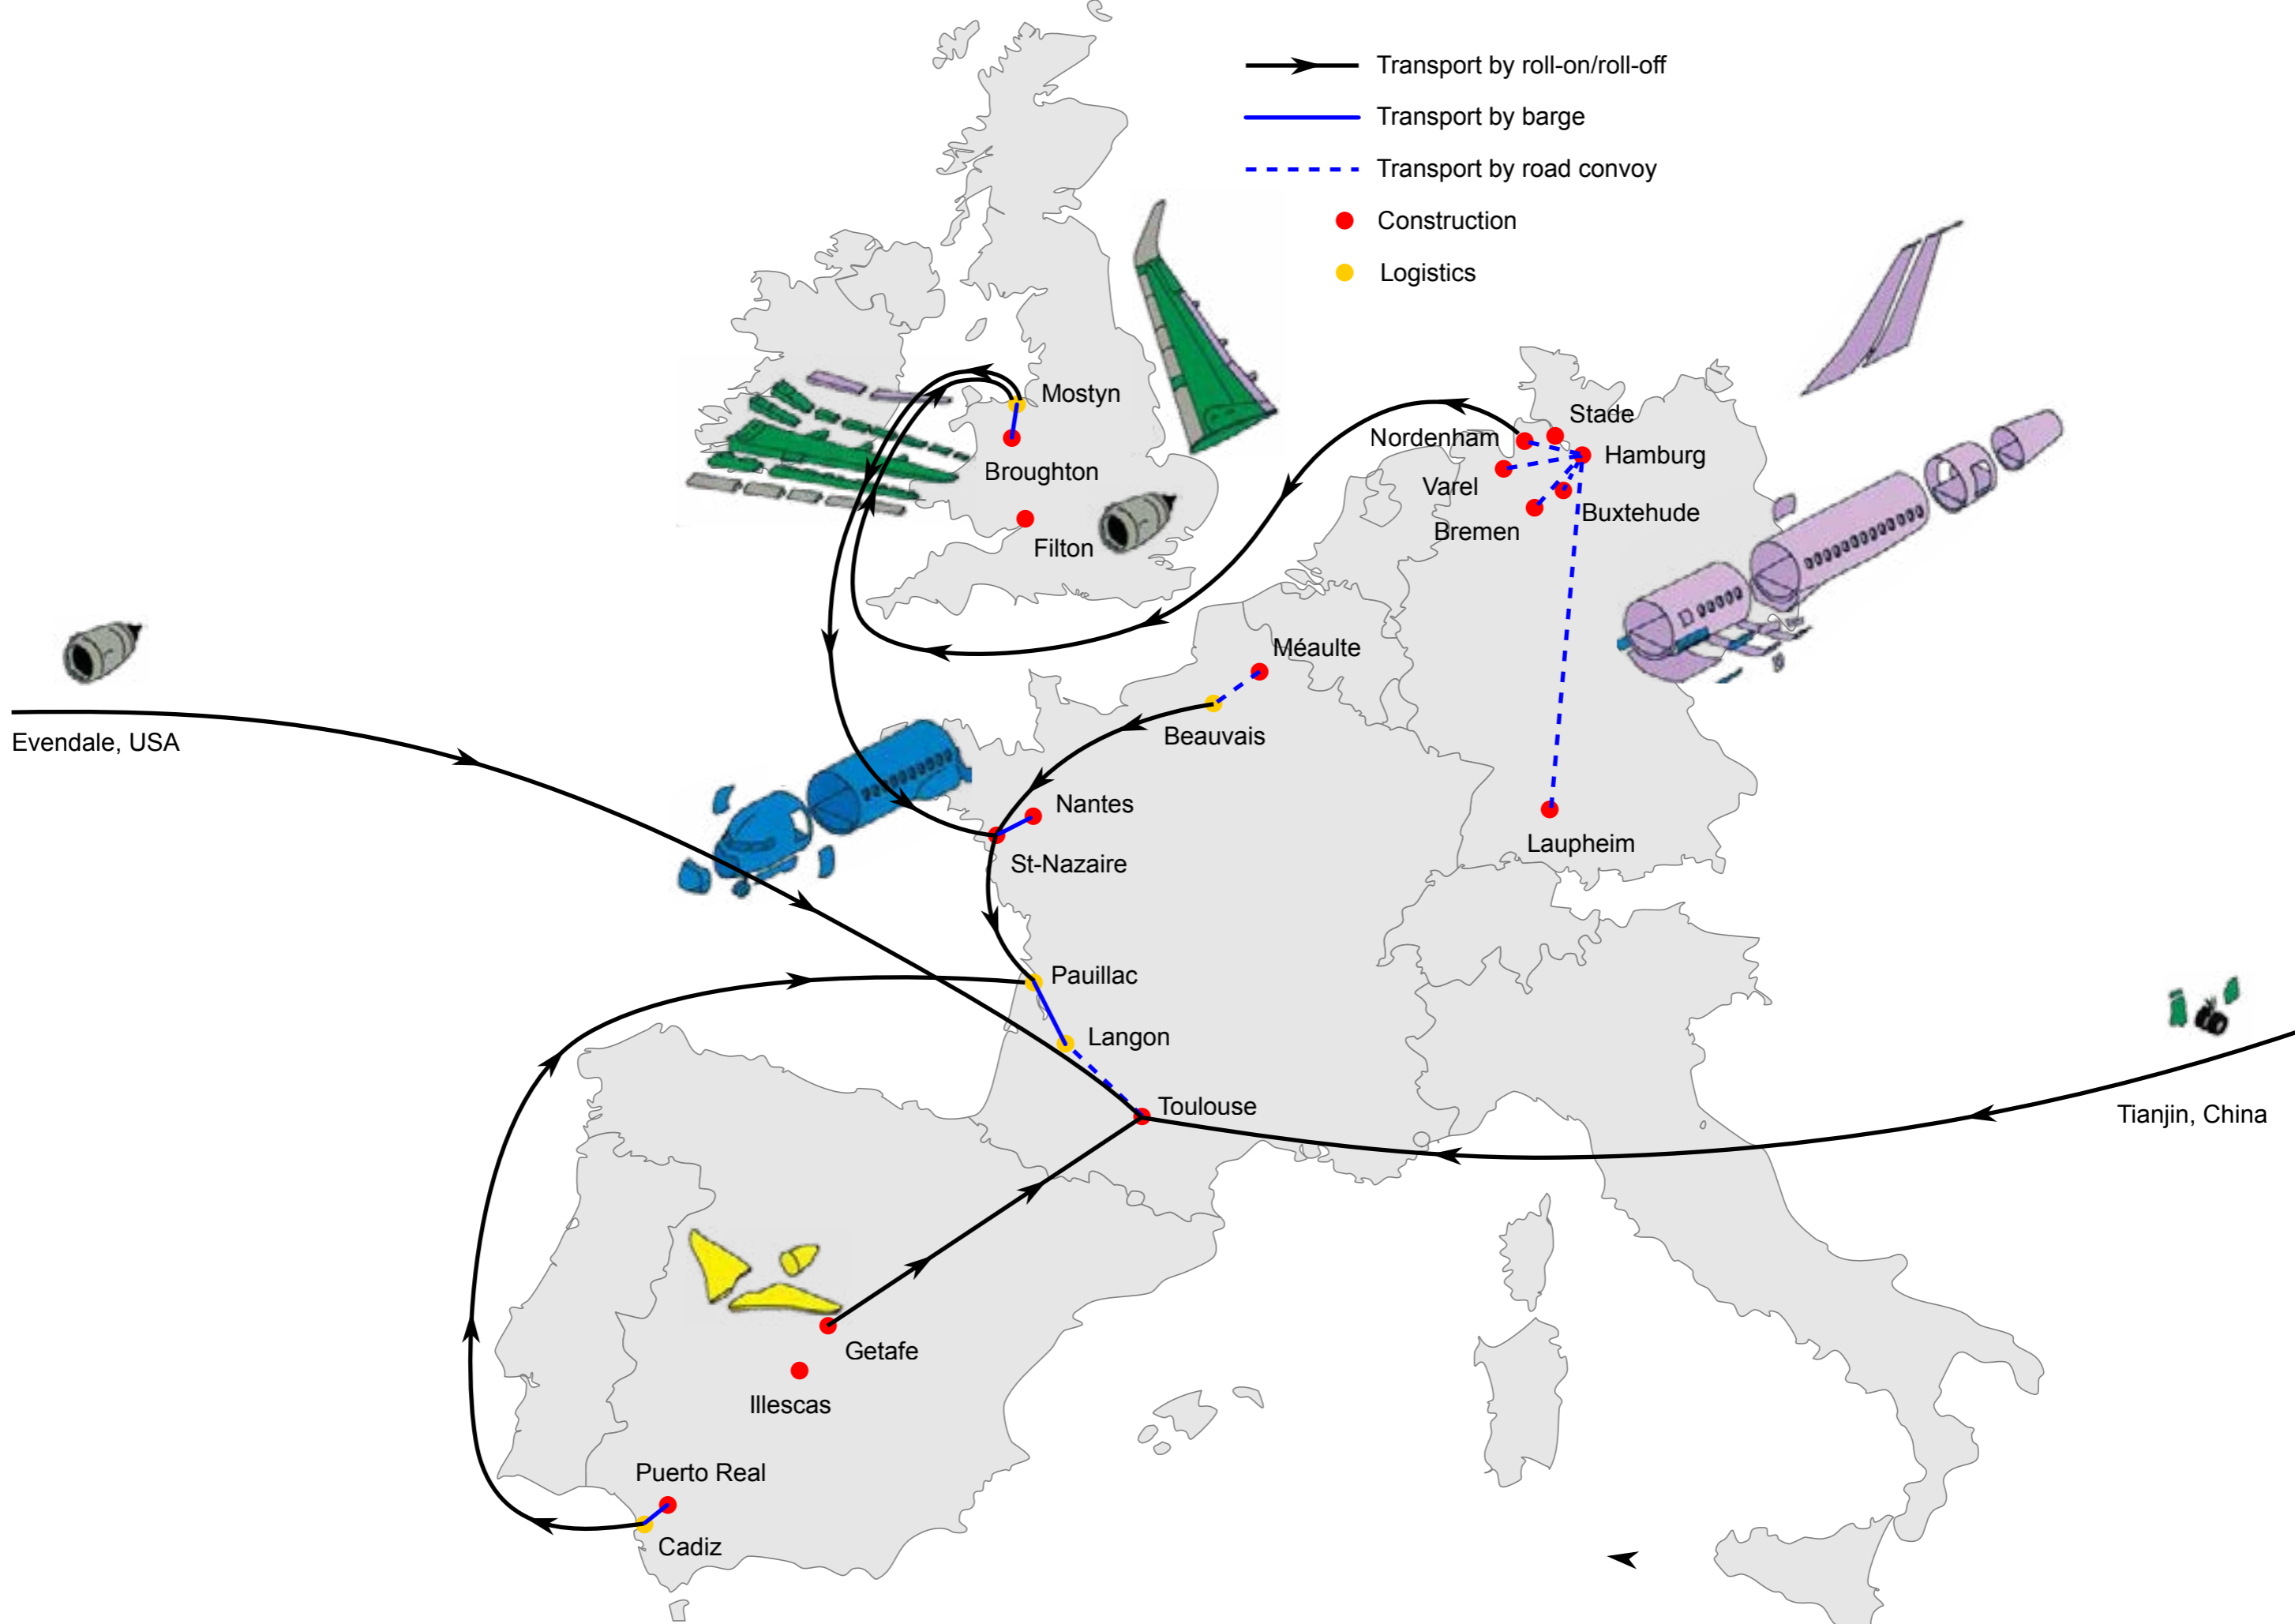 Transport by roll-on/roll-off
Transport by barge
Transport by road convoy
Construction
Logistics
Mostyn
Broughton
Filton
Stade
Nordenham
Hamburg
Varel
Buxtehude
Bremen
Méaulte
Beauvais
Evendale, USA
Nantes
St-Nazaire
Laupheim
Pauillac
Langon
Toulouse
Tianjin, China
Getafe
Illescas
Puerto Real
Cadiz